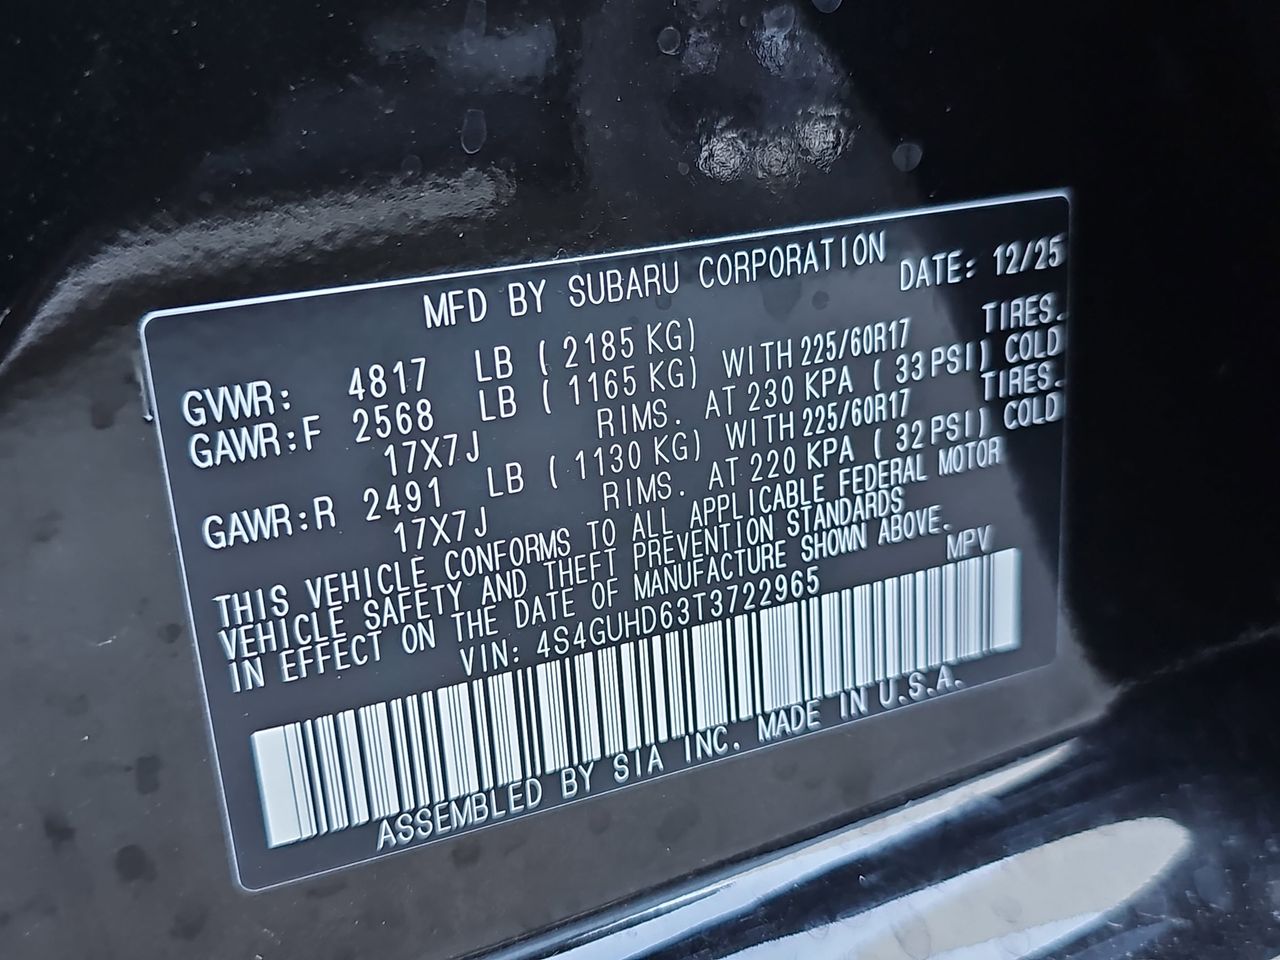 MFD BY SUBARU CORPORATION DATE: 12/25
GVWR: 4817 LB ( 2185 KG)
GAWR:F 2568 LB ( 1165 KG) WITH 225/60R17 TIRES.
17X7J RIMS. AT 230 KPA ( 33 PSI) COLD
GAWR:R 2491 LB ( 1130 KG) WITH 225/60R17 TIRES.
17X7J RIMS. AT 220 KPA ( 32 PSI) COLD
THIS VEHICLE CONFORMS TO ALL APPLICABLE FEDERAL MOTOR
VEHICLE SAFETY AND THEFT PREVENTION STANDARDS
IN EFFECT ON THE DATE OF MANUFACTURE SHOWN ABOVE.
VIN: 4S4GUHD63T3722965 MPV
ASSEMBLED BY SIA INC. MADE IN U.S.A.